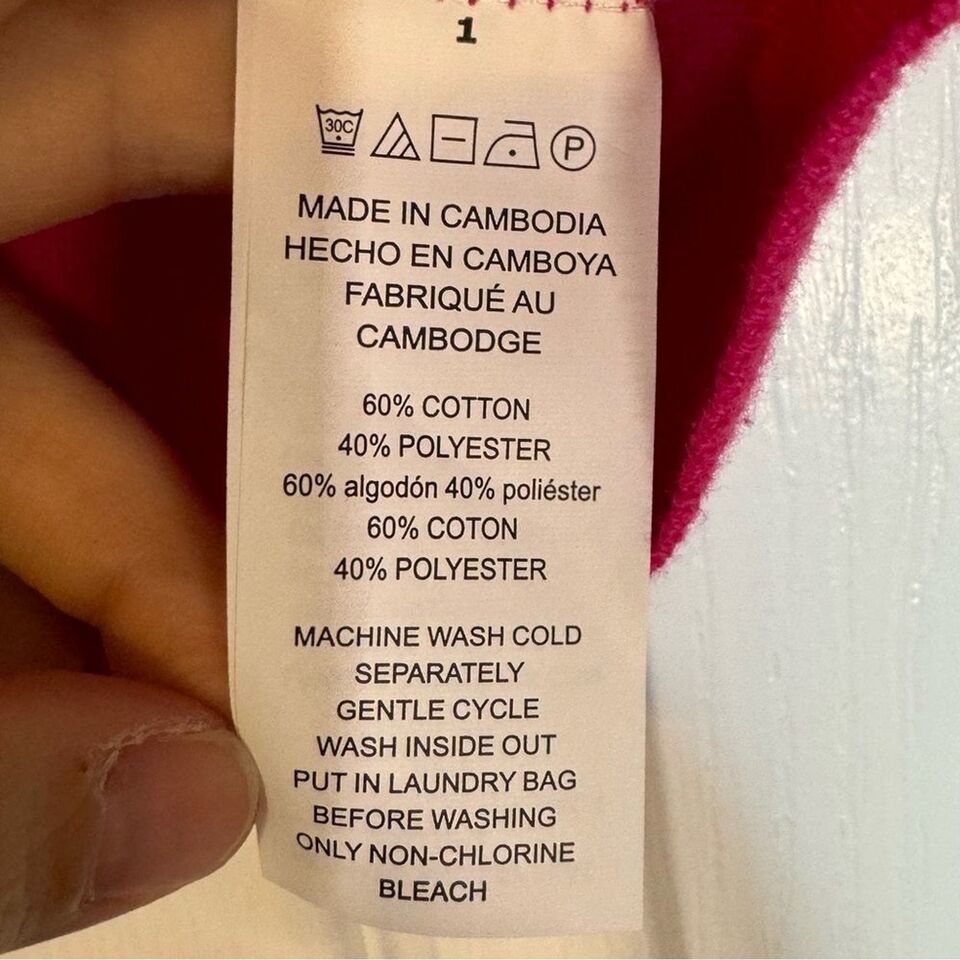 1
30C P
MADE IN CAMBODIA
HECHO EN CAMBOYA
FABRIQUÉ AU
CAMBODGE
60% COTTON
40% POLYESTER
60% algodón 40% poliéster
60% COTON
40% POLYESTER
MACHINE WASH COLD
SEPARATELY
GENTLE CYCLE
WASH INSIDE OUT
PUT IN LAUNDRY BAG
BEFORE WASHING
ONLY NON-CHLORINE
BLEACH